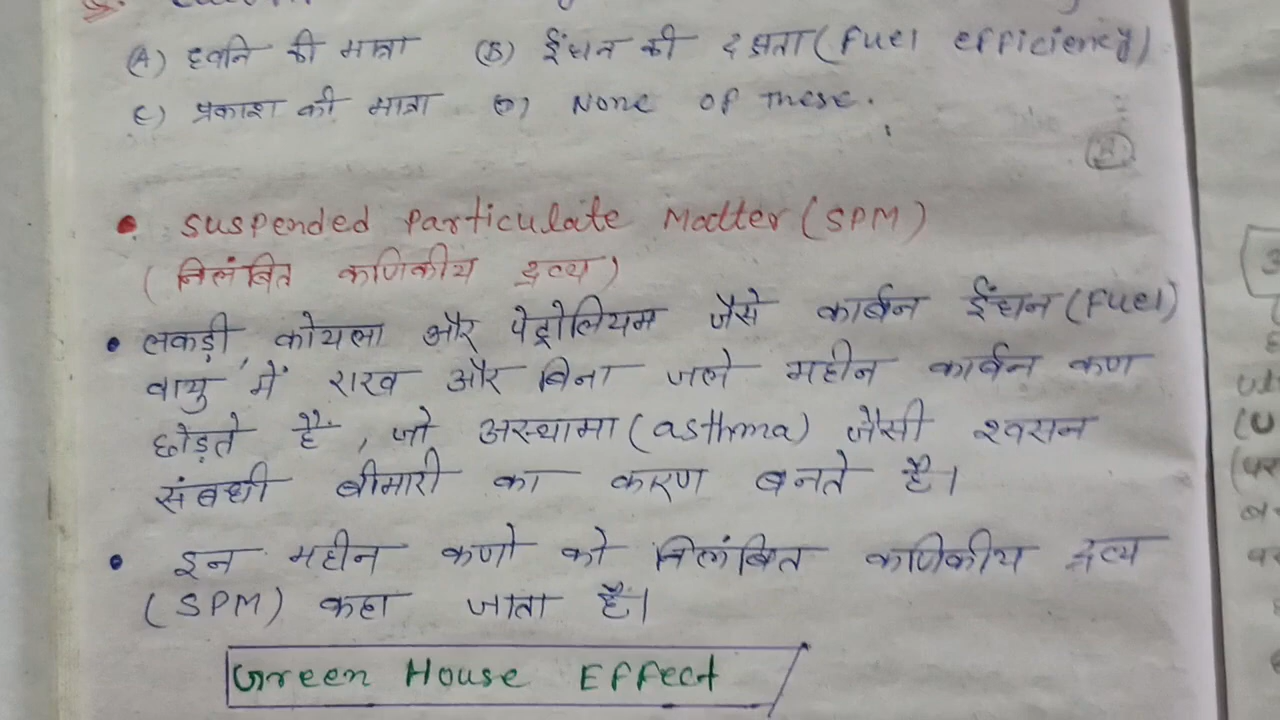 (A) ध्वनि की मात्रा (B) ईंधन की दक्षता (Fuel efficiency)
(C) प्रकाश की मात्रा (D) None of These.
(B)
• Suspended Particulate Matter (SPM)
(निलंबित कणिकीय द्रव्य)
• लकड़ी, कोयला और पेट्रोलियम जैसे कार्बन ईंधन (Fuel)
वायु में राख और बिना जले महीन कार्बन कण
छोड़ते हैं, जो अस्थामा (asthma) जैसी श्वसन
संबधी बीमारी का कारण बनते है।
• इन महीन कणो को निलंबित कणिकीय द्रव्य
(SPM) कहा जाता है।
Green House Effect